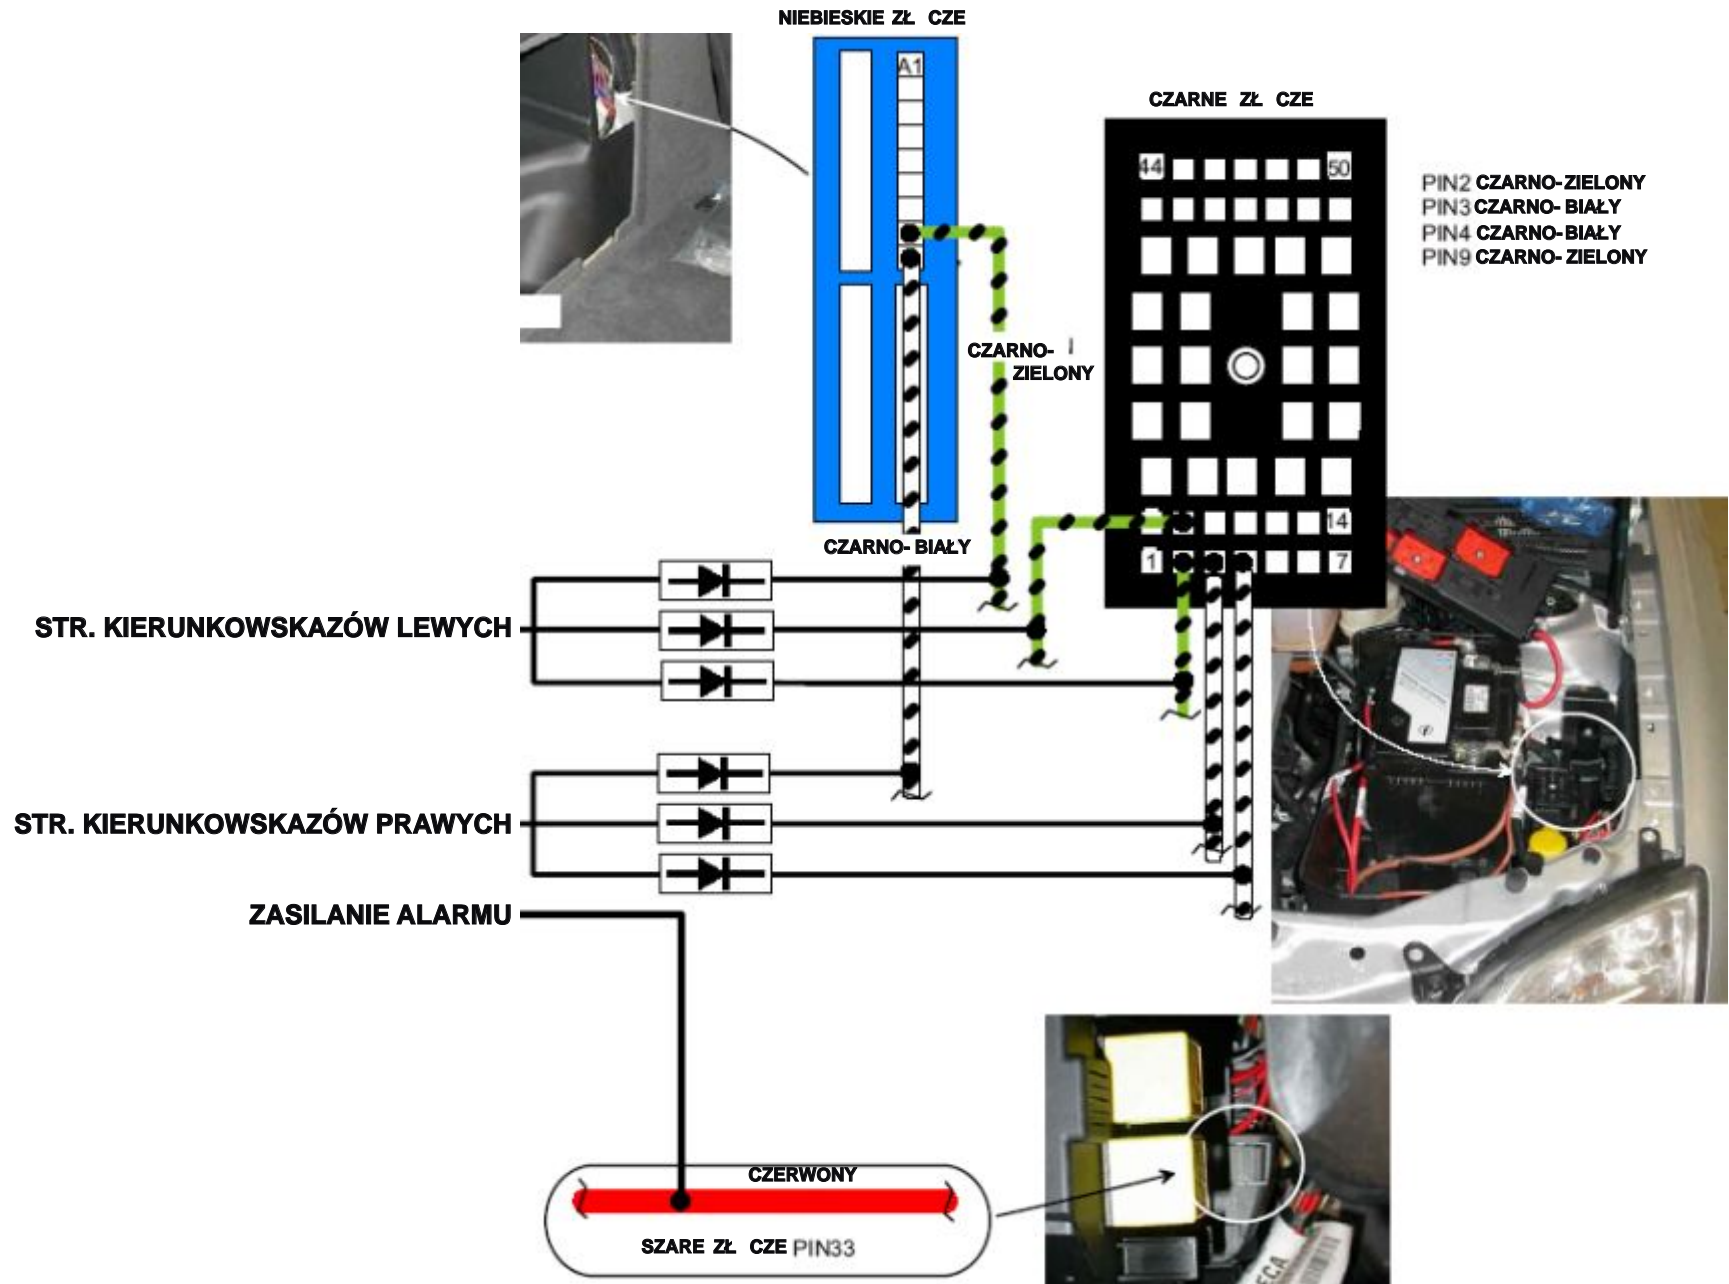 NIEBIESKIE ZŁ CZE
A1
CZARNE ZŁ CZE
44
50
PIN2 CZARNO-ZIELONY
PIN3 CZARNO- BIAŁY
PIN4 CZARNO-BIAŁY
PIN9 CZARNO- ZIELONY
CZARNO-
ZIELONY
14
CZARNO- BIAŁY
1
7
STR. KIERUNKOWSKAZÓW LEWYCH
STR. KIERUNKOWSKAZÓW PRAWYCH
ZASILANIE ALARMU
CZERWONY
SZARE ZŁ CZE PIN33
ECA